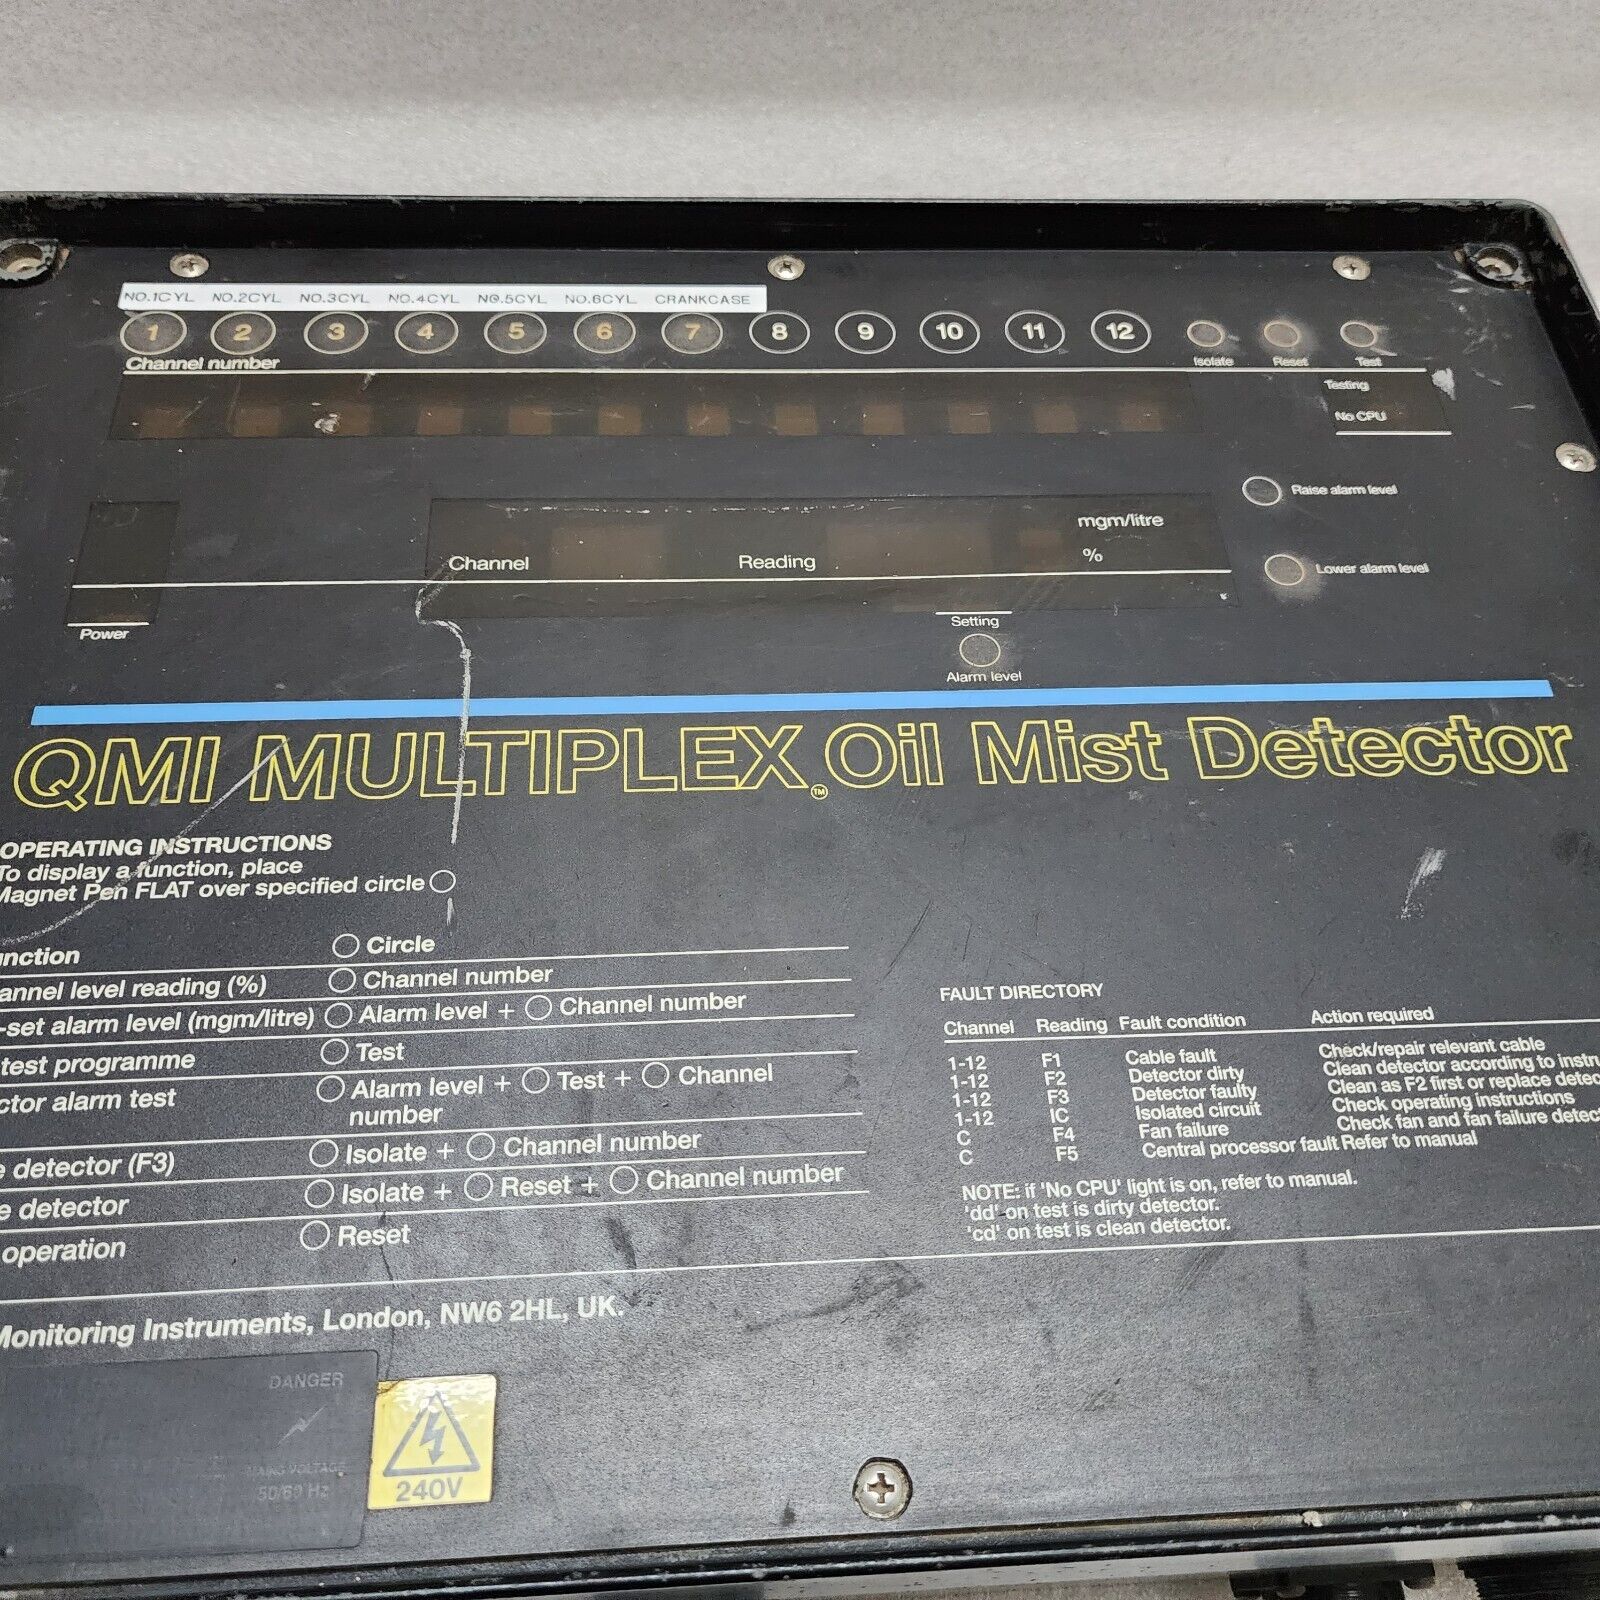 NO.1CYL NO.2CYL NO.3CYL NO.4CYL NO.5CYL NO.6CYL CRANKCASE
1 2 3 4 5 6 7 8 9 10 11 12
Isolate Reset Test
Channel number
Testing
No CPU
Raise alarm level
mgm/litre
Channel Reading %
Lower alarm level
Power
Setting
Alarm level
QMI MULTIPLEX™ Oil Mist Detector
OPERATING INSTRUCTIONS
To display a function, place
Magnet Pen FLAT over specified circle
unction Circle
annel level reading (%) Channel number
-set alarm level (mgm/litre) Alarm level + Channel number
test programme Test
ctor alarm test Alarm level + Test + Channel
number
e detector (F3) Isolate + Channel number
e detector Isolate + Reset + Channel number
operation Reset
FAULT DIRECTORY
Channel Reading Fault condition Action required
1-12 F1 Cable fault Check/repair relevant cable
1-12 F2 Detector dirty Clean detector according to instru
1-12 F3 Detector faulty Clean as F2 first or replace detec
1-12 IC Isolated circuit Check operating instructions
C F4 Fan failure Check fan and fan failure detec
C F5 Central processor fault Refer to manual
NOTE: if 'No CPU' light is on, refer to manual.
'dd' on test is dirty detector.
'cd' on test is clean detector.
Monitoring Instruments, London, NW6 2HL, UK.
DANGER
MAINS VOLTAGE
50/60 Hz
240V